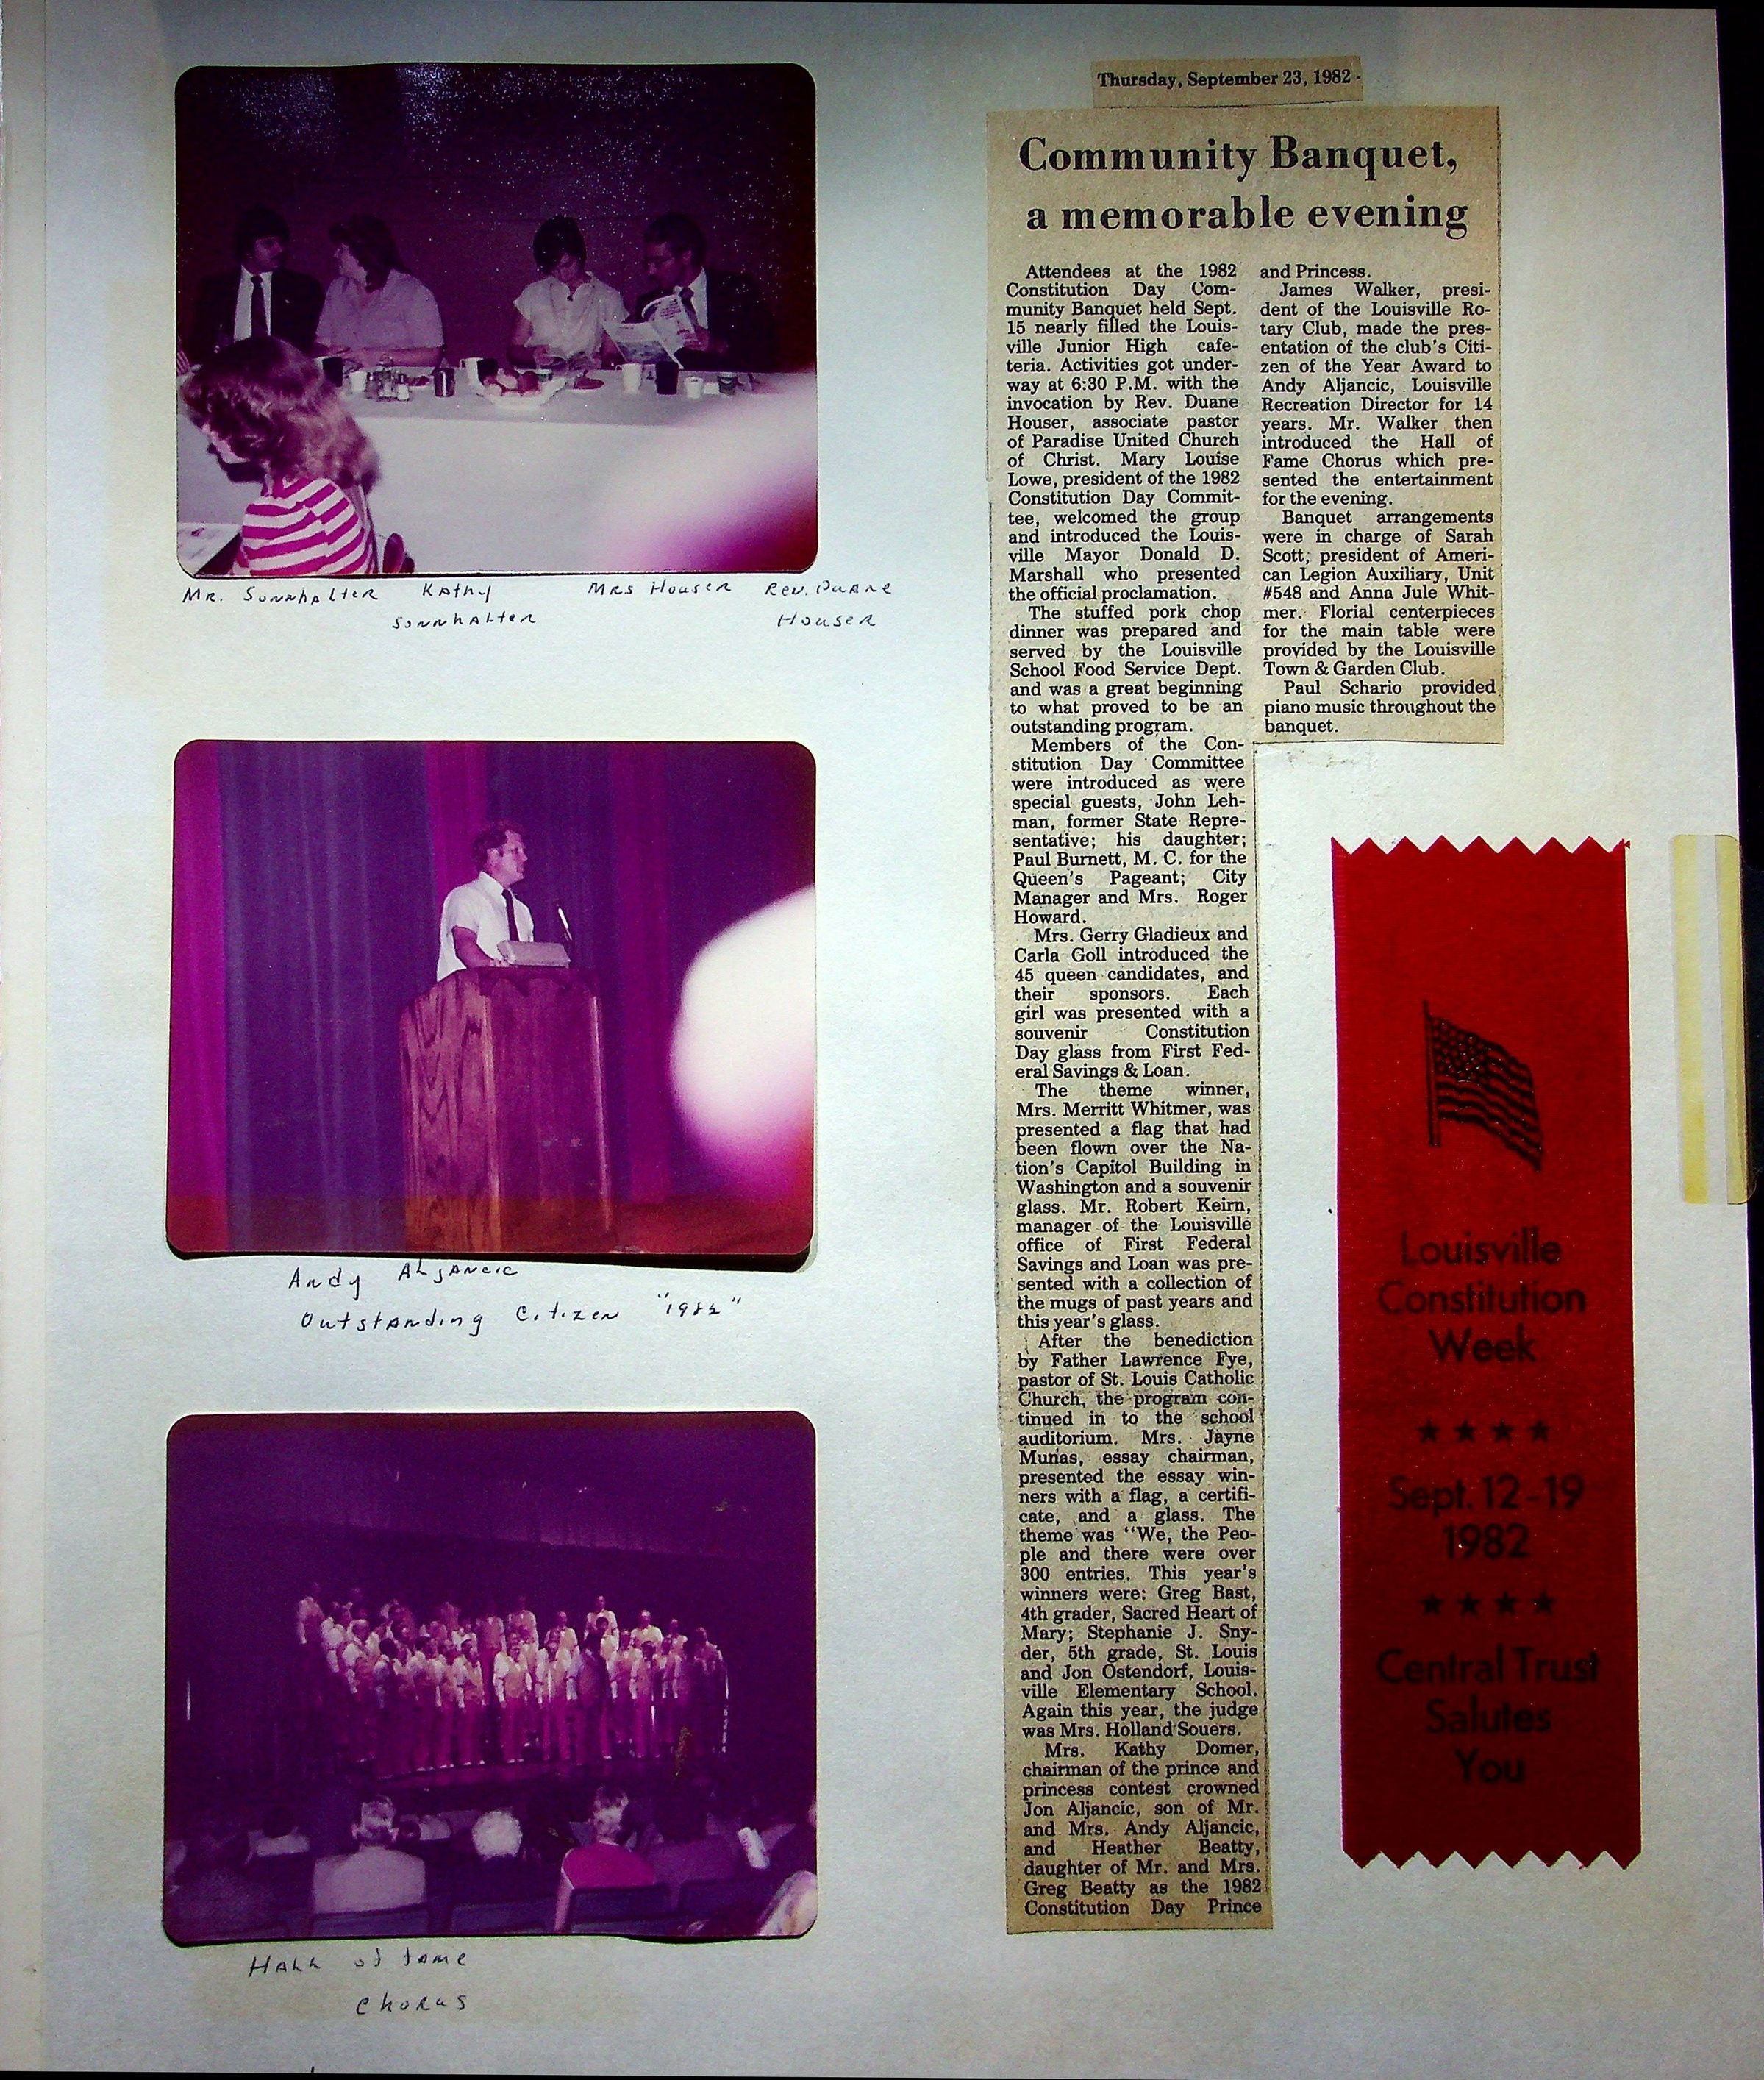 Mr. Sonnhalter Kathy Mrs Houser Rev. Duane
Sonnhalter Houser
Andy Aljancic
Outstanding Citizen "1982"
Hall of Fame
Chorus
Thursday, September 23, 1982 -
Community Banquet,
a memorable evening
Attendees at the 1982
Constitution Day Com-
munity Banquet held Sept.
15 nearly filled the Louis-
ville Junior High cafe-
teria. Activities got under-
way at 6:30 P.M. with the
invocation by Rev. Duane
Houser, associate pastor
of Paradise United Church
of Christ. Mary Louise
Lowe, president of the 1982
Constitution Day Commit-
tee, welcomed the group
and introduced the Louis-
ville Mayor Donald D.
Marshall who presented
the official proclamation.
The stuffed pork chop
dinner was prepared and
served by the Louisville
School Food Service Dept.
and was a great beginning
to what proved to be an
outstanding program.
Members of the Con-
stitution Day Committee
were introduced as were
special guests, John Leh-
man, former State Repre-
sentative; his daughter;
Paul Burnett, M. C. for the
Queen's Pageant; City
Manager and Mrs. Roger
Howard.
Mrs. Gerry Gladieux and
Carla Goll introduced the
45 queen candidates, and
their sponsors. Each
girl was presented with a
souvenir Constitution
Day glass from First Fed-
eral Savings & Loan.
The theme winner,
Mrs. Merritt Whitmer, was
presented a flag that had
been flown over the Na-
tion's Capitol Building in
Washington and a souvenir
glass. Mr. Robert Keirn,
manager of the Louisville
office of First Federal
Savings and Loan was pre-
sented with a collection of
the mugs of past years and
this year's glass.
After the benediction
by Father Lawrence Fye,
pastor of St. Louis Catholic
Church, the program con-
tinued in to the school
auditorium. Mrs. Jayne
Munas, essay chairman,
presented the essay win-
ners with a flag, a certifi-
cate, and a glass. The
theme was "We, the Peo-
ple and there were over
300 entries. This year's
winners were: Greg Bast,
4th grader, Sacred Heart of
Mary; Stephanie J. Sny-
der, 5th grade, St. Louis
and Jon Ostendorf, Louis-
ville Elementary School.
Again this year, the judge
was Mrs. Holland Souers.
Mrs. Kathy Domer,
chairman of the prince and
princess contest crowned
Jon Aljancic, son of Mr.
and Mrs. Andy Aljancic,
and Heather Beatty,
daughter of Mr. and Mrs.
Greg Beatty as the 1982
Constitution Day Prince
and Princess.
James Walker, presi-
dent of the Louisville Ro-
tary Club, made the pres-
entation of the club's Citi-
zen of the Year Award to
Andy Aljancic, Louisville
Recreation Director for 14
years. Mr. Walker then
introduced the Hall of
Fame Chorus which pre-
sented the entertainment
for the evening.
Banquet arrangements
were in charge of Sarah
Scott, president of Ameri-
can Legion Auxiliary, Unit
#548 and Anna Jule Whit-
mer. Florial centerpieces
for the main table were
provided by the Louisville
Town & Garden Club.
Paul Schario provided
piano music throughout the
banquet.
Louisville
Constitution
Week
★★★★
Sept. 12-19
1982
★★★★
Central Trust
Salutes
You